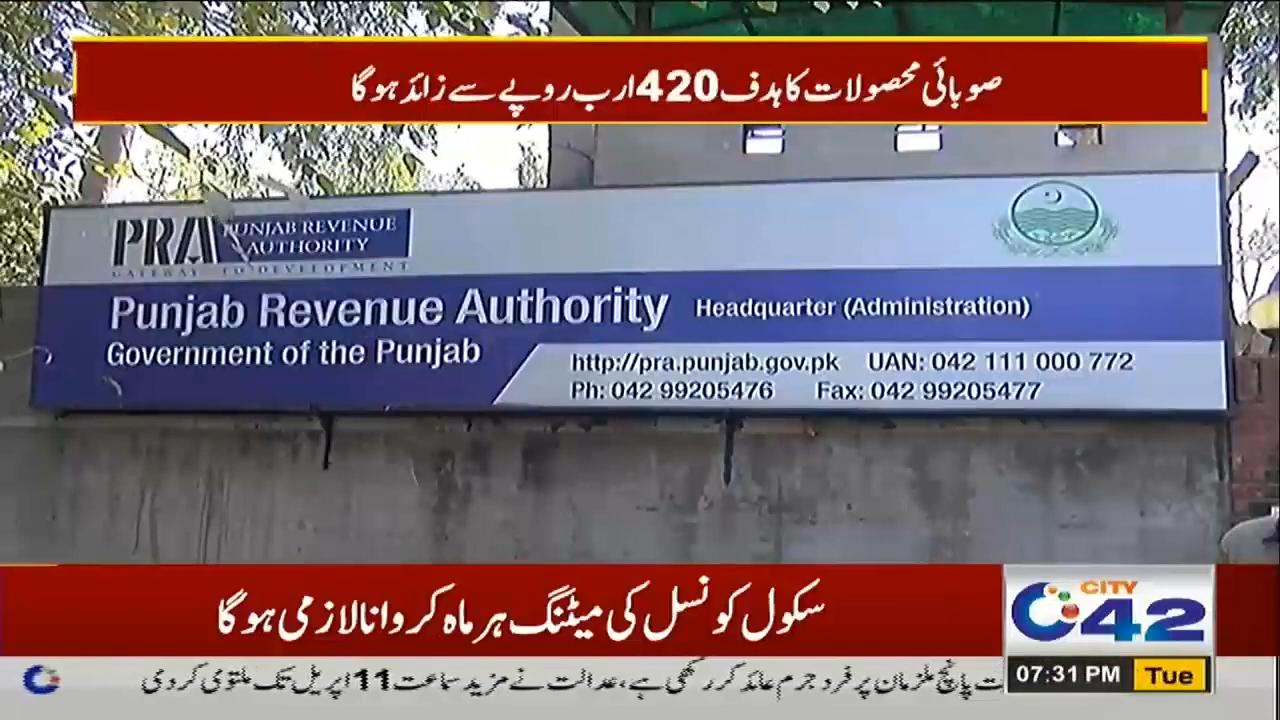 صوبائی محصولات کا ہدف 420 ارب روپے سے زائد ہوگا
PRA PUNJAB REVENUE
AUTHORITY
GATEWAY TO DEVELOPMENT
Punjab Revenue Authority Headquarter (Administration)
Government of the Punjab
http://pra.punjab.gov.pk UAN: 042 111 000 772
Ph: 042 99205476 Fax: 042 99205477
سکول کونسل کی میٹنگ ہر ماہ کروانا لازمی ہوگا
CITY
42
07:31 PM Tue
پانچ ملزمان پر فرد جرم عائد کر رکھی ہے، عدالت نے مزید سماعت 11 اپریل تک ملتوی کر دی